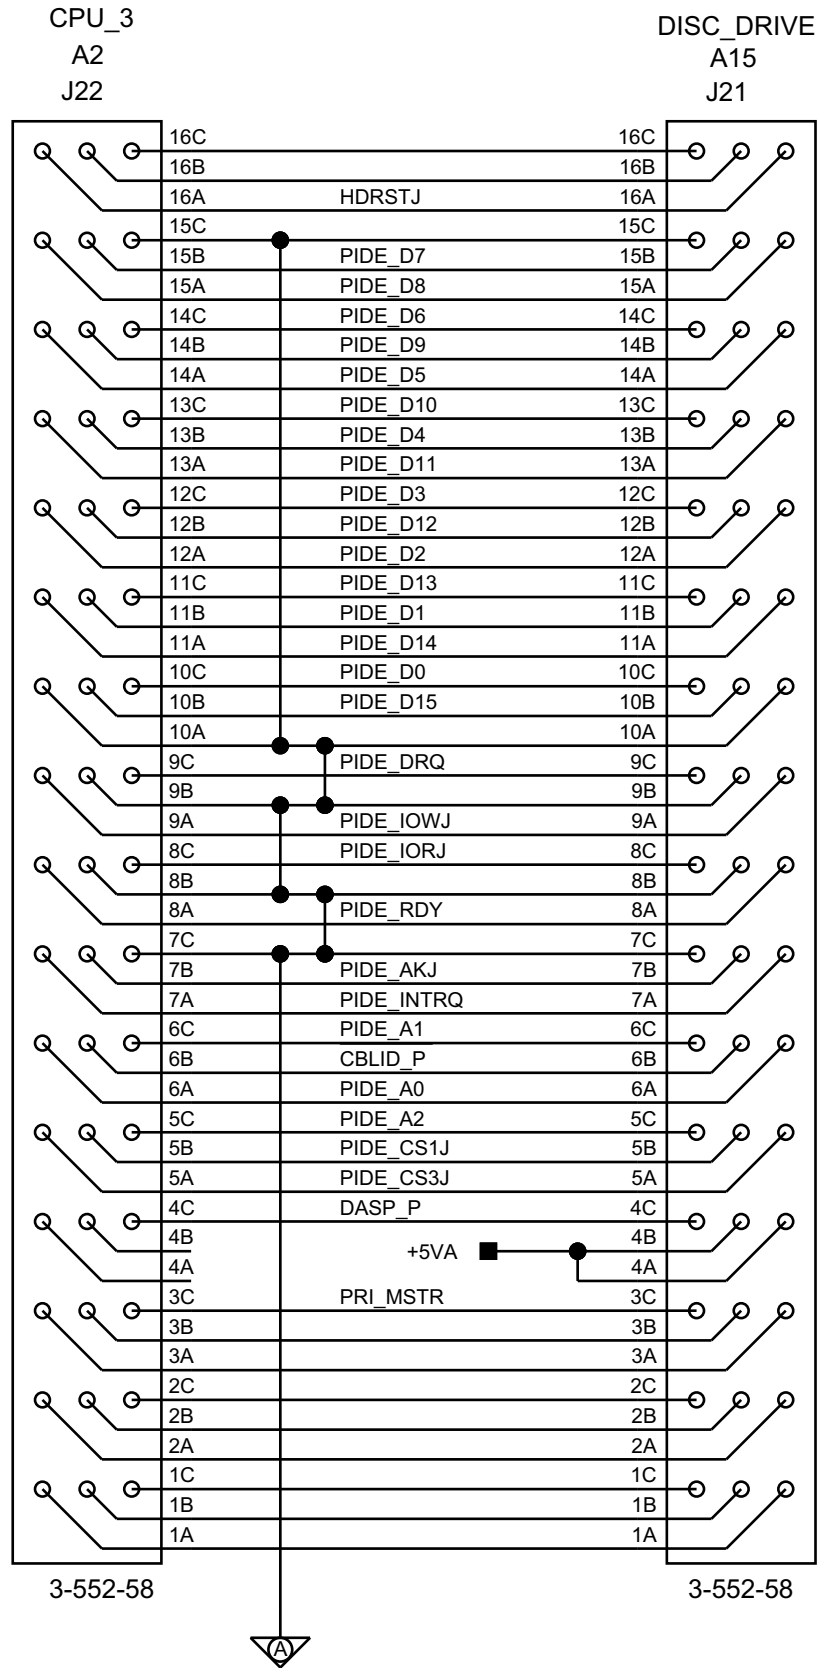 CPU_3
A2
J22
DISC_DRIVE
A15
J21
16C 16C
16B 16B
16A HDRSTJ 16A
15C 15C
15B PIDE_D7 15B
15A PIDE_D8 15A
14C PIDE_D6 14C
14B PIDE_D9 14B
14A PIDE_D5 14A
13C PIDE_D10 13C
13B PIDE_D4 13B
13A PIDE_D11 13A
12C PIDE_D3 12C
12B PIDE_D12 12B
12A PIDE_D2 12A
11C PIDE_D13 11C
11B PIDE_D1 11B
11A PIDE_D14 11A
10C PIDE_D0 10C
10B PIDE_D15 10B
10A 10A
9C PIDE_DRQ 9C
9B 9B
9A PIDE_IOWJ 9A
8C PIDE_IORJ 8C
8B 8B
8A PIDE_RDY 8A
7C 7C
7B PIDE_AKJ 7B
7A PIDE_INTRQ 7A
6C PIDE_A1 6C
6B CBLID_P 6B
6A PIDE_A0 6A
5C PIDE_A2 5C
5B PIDE_CS1J 5B
5A PIDE_CS3J 5A
4C DASP_P 4C
4B +5VA 4B
4A 4A
3C PRI_MSTR 3C
3B 3B
3A 3A
2C 2C
2B 2B
2A 2A
1C 1C
1B 1B
1A 1A
3-552-58 3-552-58
A